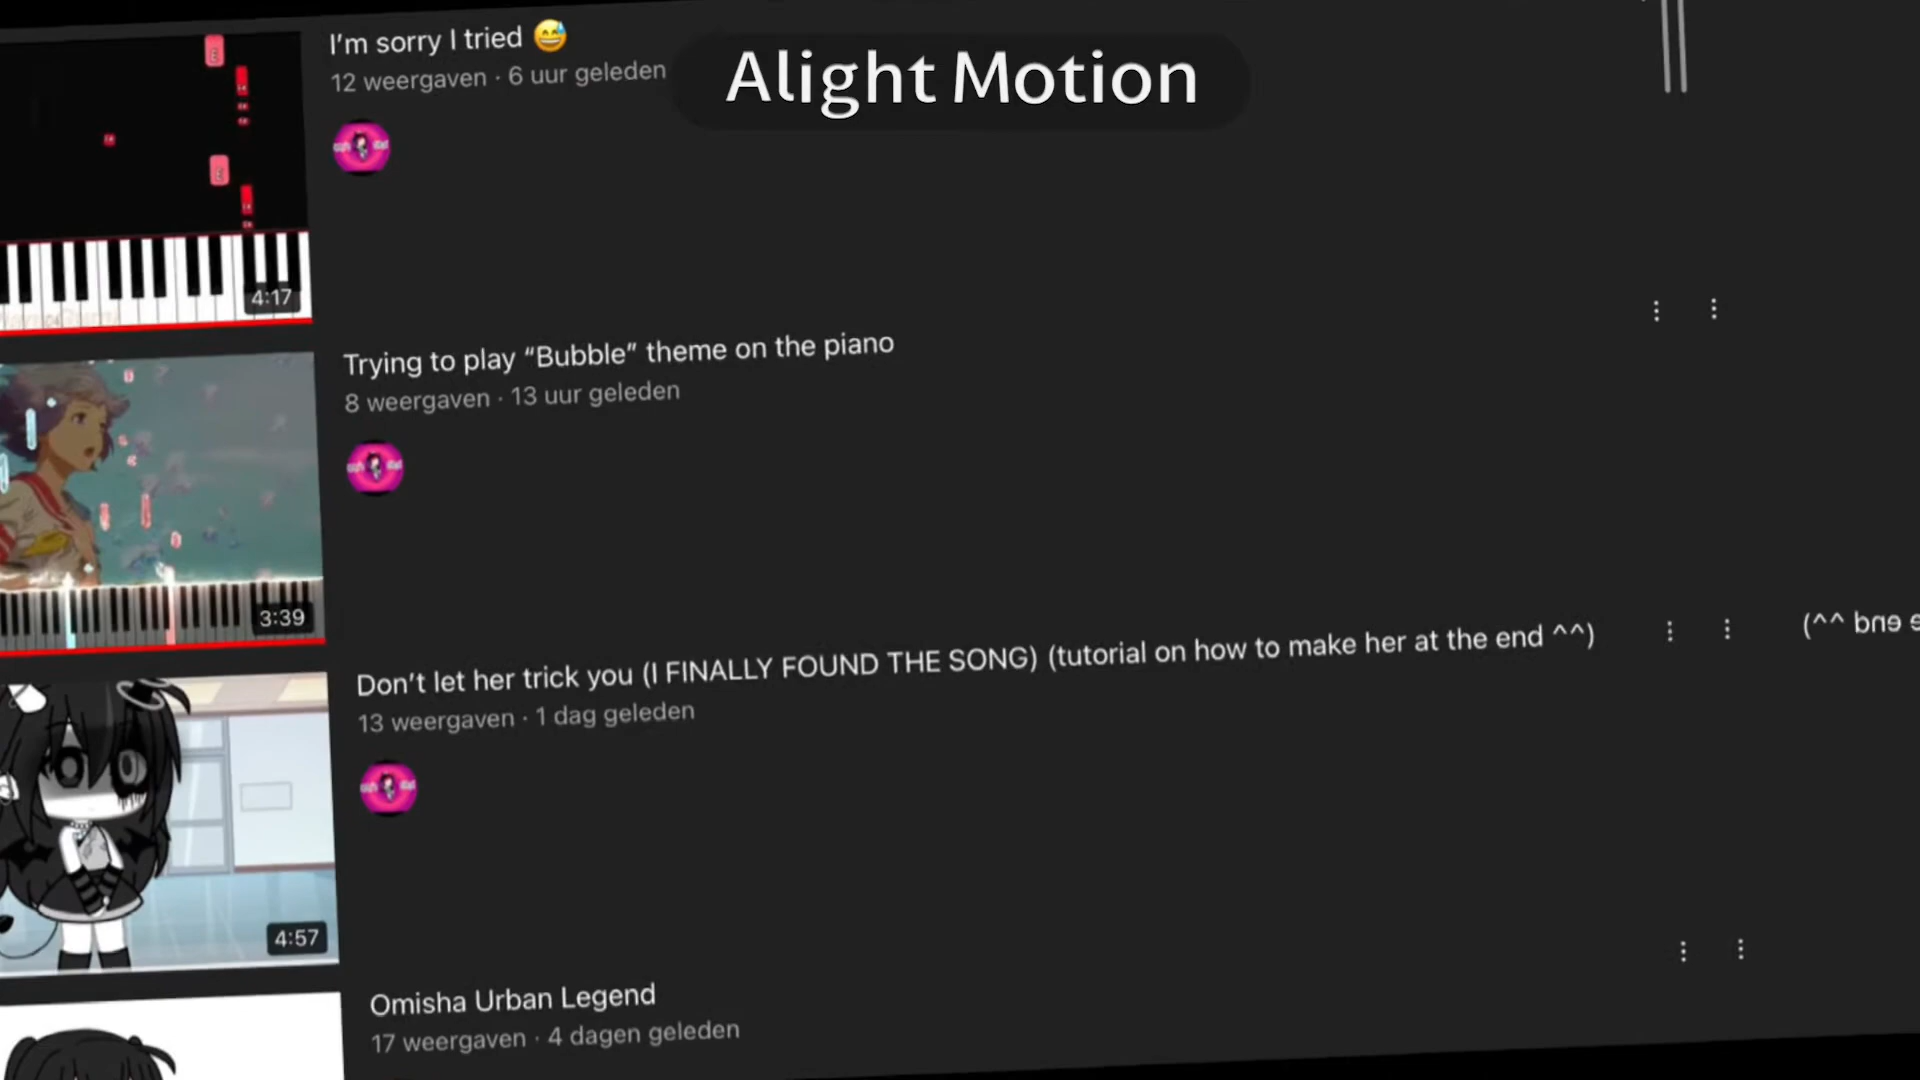 I'm sorry I tried 😅
12 weergaven · 6 uur geleden
Alight Motion
4:17
Trying to play “Bubble” theme on the piano
8 weergaven · 13 uur geleden
3:39
Don't let her trick you (I FINALLY FOUND THE SONG) (tutorial on how to make her at the end ^^)
13 weergaven · 1 dag geleden
4:57
Omisha Urban Legend
17 weergaven · 4 dagen geleden